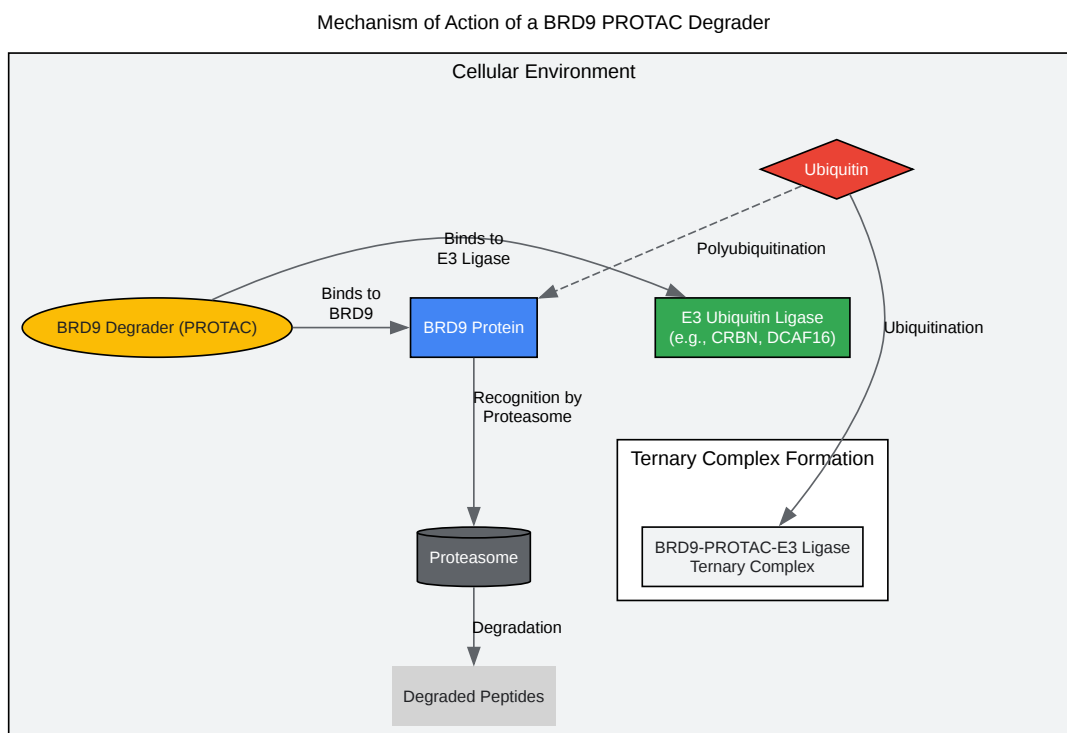 Mechanism of Action of a BRD9 PROTAC Degrader
Cellular Environment
Ubiquitin
Binds to
E3 Ligase
Polyubiquitination
Binds to
BRD9
BRD9 Degrader (PROTAC)
BRD9 Protein
E3 Ubiquitin Ligase
(e.g., CRBN, DCAF16)
Ubiquitination
Recognition by
Proteasome
Ternary Complex Formation
Proteasome
BRD9-PROTAC-E3 Ligase
Ternary Complex
Degradation
Degraded Peptides